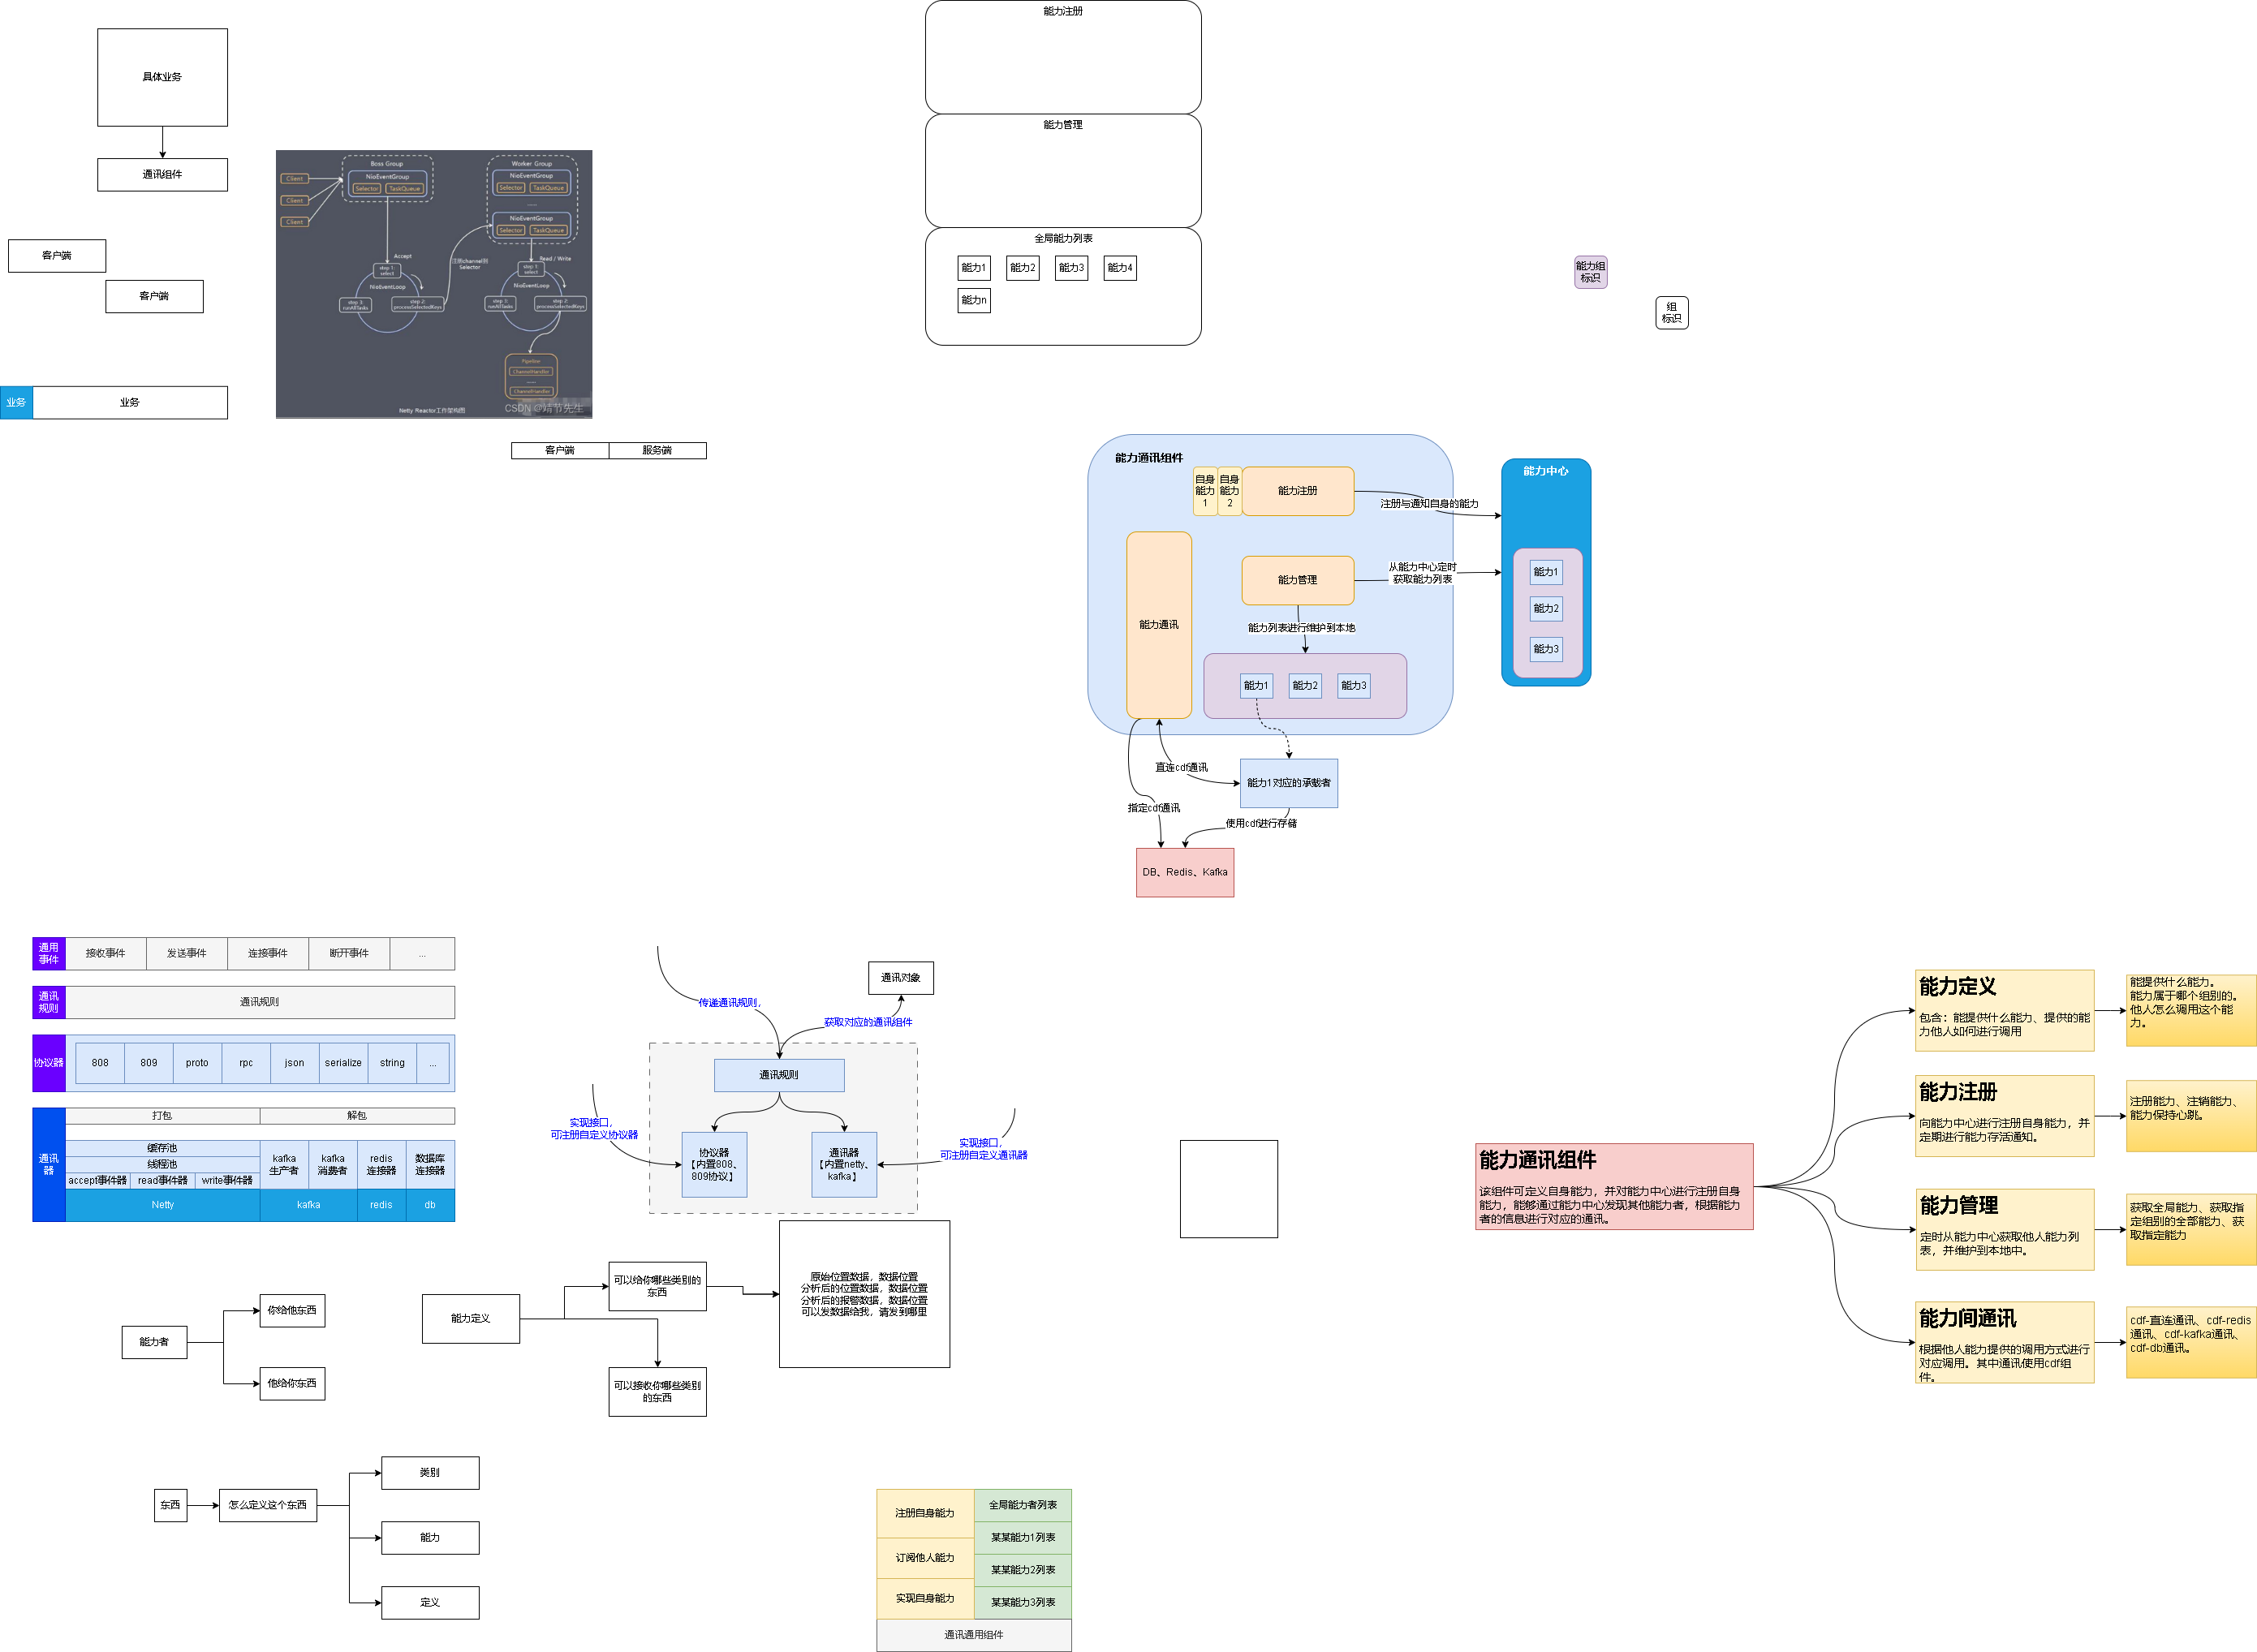 能力注册
具体业务
能力管理
通讯组件
Boss Group
NioEventGroup
Selector
TaskQueue
Client
Client
Client
Worker Group
NioEventGroup
Selector
TaskQueue
......
NioEventGroup
Selector
TaskQueue
Accept
注册channel到
Selector
Read / Write
step 1:
select
NioEventLoop
step 3:
runAllTasks
step 2:
processSelectedKeys
step 1:
select
NioEventLoop
step 3:
runAllTasks
step 2:
processSelectedKeys
Pipeline
ChannelHandler
......
ChannelHandler
Netty Reactor工作架构图
CSDN @靖节先生
客户端
客户端
全局能力列表
能力1
能力2
能力3
能力4
能力n
能力组
标识
组
标识
业务
业务
客户端
服务端
能力通讯组件
自身
能力
1
自身
能力
2
能力注册
注册与通知自身的能力
能力中心
能力1
能力2
能力3
能力管理
从能力中心定时
获取能力列表
能力通讯
能力列表进行维护到本地
能力1
能力2
能力3
直连cdf通讯
能力1对应的承载者
指定cdf通讯
使用cdf进行存储
DB、Redis、Kafka
通用
事件
接收事件
发送事件
连接事件
断开事件
...
通讯
规则
通讯规则
协议器
808
809
proto
rpc
json
serialize
string
...
通讯
器
打包
解包
缓存池
线程池
accept事件器
read事件器
write事件器
kafka
生产者
kafka
消费者
redis
连接器
数据库
连接器
Netty
kafka
redis
db
通讯对象
传递通讯规则，
获取对应的通讯组件
通讯规则
实现接口，
可注册自定义协议器
协议器
【内置808、
809协议】
通讯器
【内置netty、
kafka】
实现接口，
可注册自定义通讯器
能力通讯组件
该组件可定义自身能力，并对能力中心进行注册自身
能力，能够通过能力中心发现其他能力者，根据能力
者的信息进行对应的通讯。
能力定义
包含：能提供什么能力、提供的能
力他人如何进行调用
能提供什么能力。
能力属于哪个组别的。
他人怎么调用这个能
力。
能力注册
向能力中心进行注册自身能力，并
定期进行能力存活通知。
注册能力、注销能力、
能力保持心跳。
能力管理
定时从能力中心获取他人能力列
表，并维护到本地中。
获取全局能力、获取指
定组别的全部能力、获
取指定能力
能力间通讯
根据他人能力提供的调用方式进行
对应调用。其中通讯使用cdf组
件。
cdf-直连通讯、cdf-redis
通讯、cdf-kafka通讯、
cdf-db通讯。
能力者
你给他东西
他给你东西
能力定义
可以给你哪些类别的
东西
可以接收你哪些类别
的东西
原始位置数据，数据位置
分析后的位置数据，数据位置
分析后的报警数据，数据位置
可以发数据给我，请发到哪里
东西
怎么定义这个东西
类别
能力
定义
注册自身能力
订阅他人能力
实现自身能力
全局能力者列表
某某能力1列表
某某能力2列表
某某能力3列表
通讯通用组件